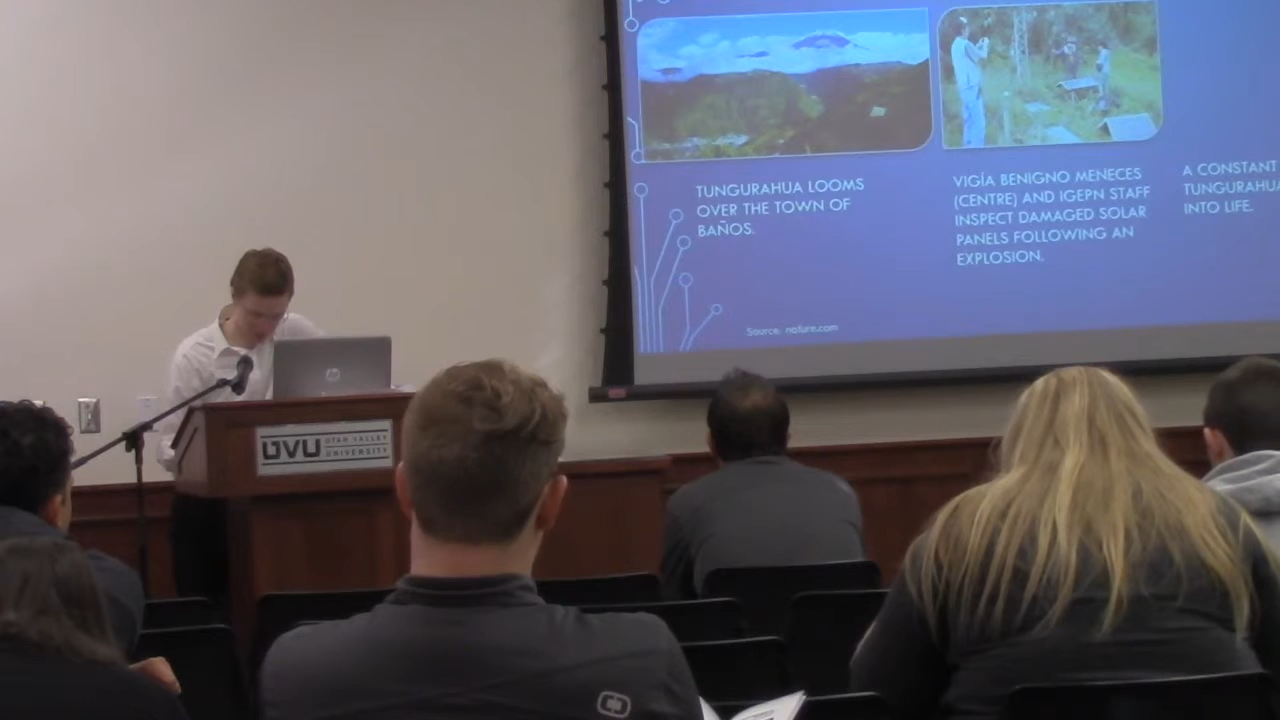 TUNGURAHUA LOOMS
OVER THE TOWN OF
BAÑOS.
VIGÍA BENIGNO MENECES
(CENTRE) AND IGEPN STAFF
INSPECT DAMAGED SOLAR
PANELS FOLLOWING AN
EXPLOSION.
A CONSTANT
TUNGURAHUA
INTO LIFE.
Source: nature.com
hp
UVU UTAH VALLEY
UNIVERSITY